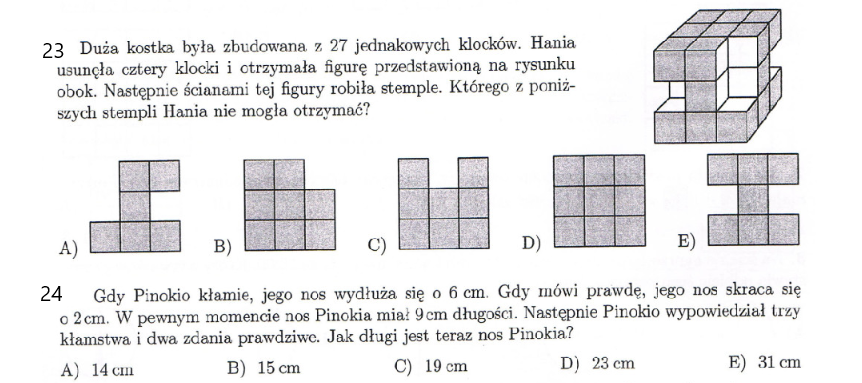 23 Duża kostka była zbudowana z 27 jednakowych klocków. Hania
usunęła cztery klocki i otrzymała figurę przedstawioną na rysunku
obok. Następnie ścianami tej figury robiła stemple. Którego z poniż-
szych stempli Hania nie mogła otrzymać?
A) B) C) D) E)
24 Gdy Pinokio kłamie, jego nos wydłuża się o 6 cm. Gdy mówi prawdę, jego nos skraca się
o 2 cm. W pewnym momencie nos Pinokia miał 9 cm długości. Następnie Pinokio wypowiedział trzy
kłamstwa i dwa zdania prawdziwe. Jak długi jest teraz nos Pinokia?
A) 14 cm B) 15 cm C) 19 cm D) 23 cm E) 31 cm